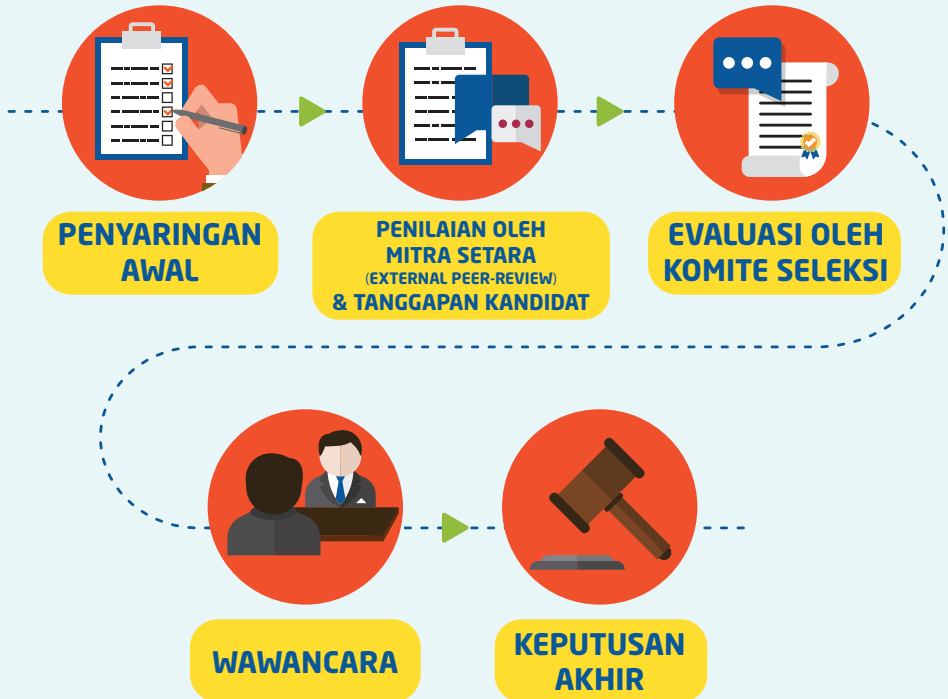 PENYARINGAN
AWAL
PENILAIAN OLEH
MITRA SETARA
(EXTERNAL PEER-REVIEW)
& TANGGAPAN KANDIDAT
EVALUASI OLEH
KOMITE SELEKSI
WAWANCARA
KEPUTUSAN
AKHIR